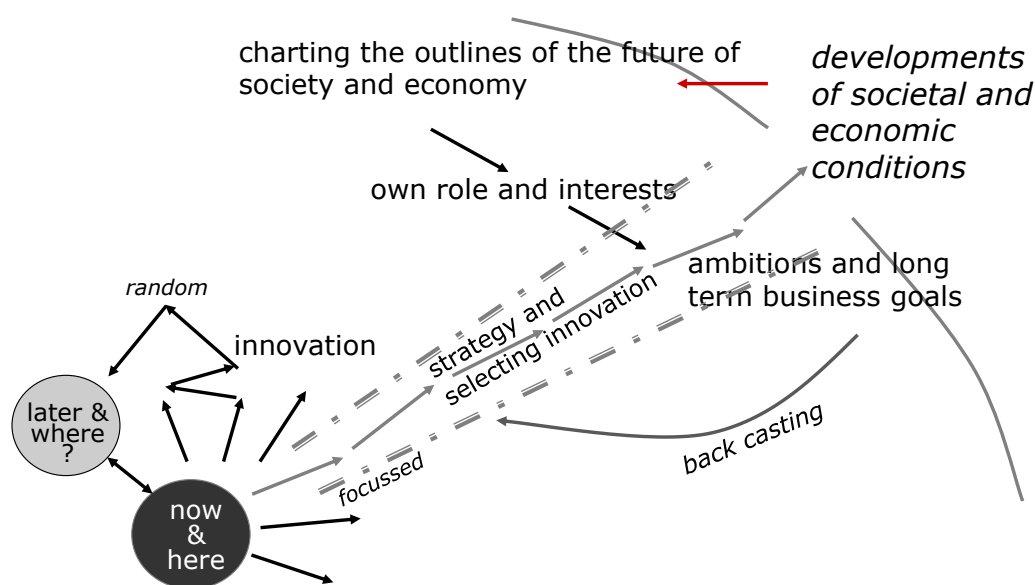 charting the outlines of the future of
society and economy
developments
of societal and
economic
conditions
own role and interests
ambitions and long
term business goals
random
innovation
strategy and
selecting innovation
later &
where
?
back casting
focussed
now
&
here